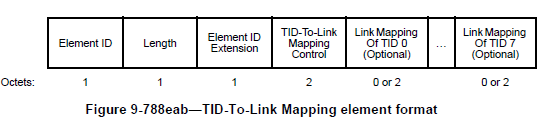 Element ID
Length
Element ID
Extension
TID-To-Link
Mapping
Control
Link Mapping
Of TID 0
(Optional)
...
Link Mapping
Of TID 7
(Optional)
Octets: 1 1 1 2 0 or 2 0 or 2
Figure 9-788eab—TID-To-Link Mapping element format